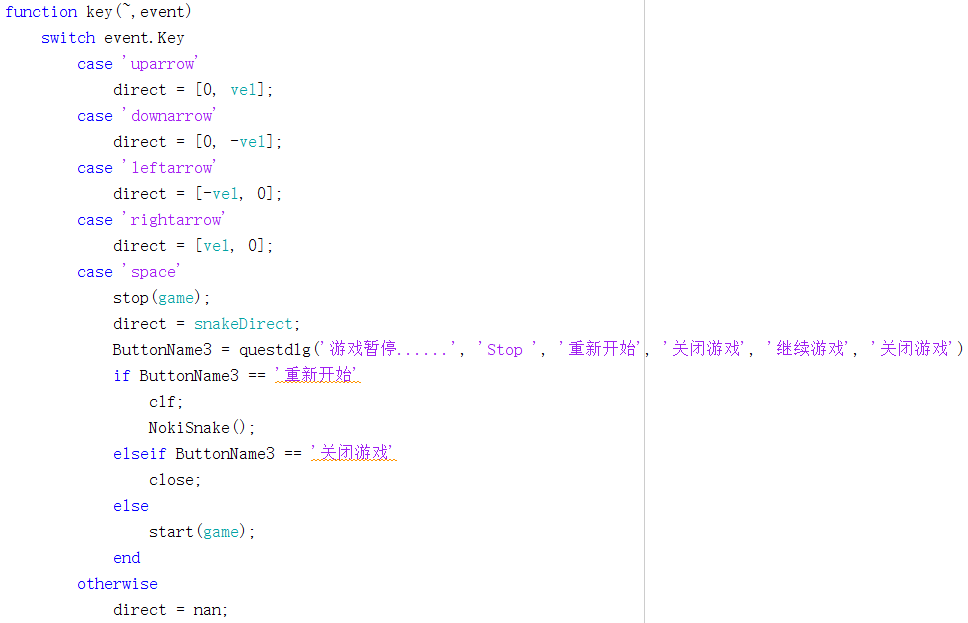 function key(~,event)
    switch event.Key
        case 'uparrow'
            direct = [0, vel];
        case 'downarrow'
            direct = [0, -vel];
        case 'leftarrow'
            direct = [-vel, 0];
        case 'rightarrow'
            direct = [vel, 0];
        case 'space'
            stop(game);
            direct = snakeDirect;
            ButtonName3 = questdlg('游戏暂停......', 'Stop ', '重新开始', '关闭游戏', '继续游戏', '关闭游戏')
            if ButtonName3 == '重新开始'
                clf;
                NokiSnake();
            elseif ButtonName3 == '关闭游戏'
                close;
            else
                start(game);
            end
        otherwise
            direct = nan;